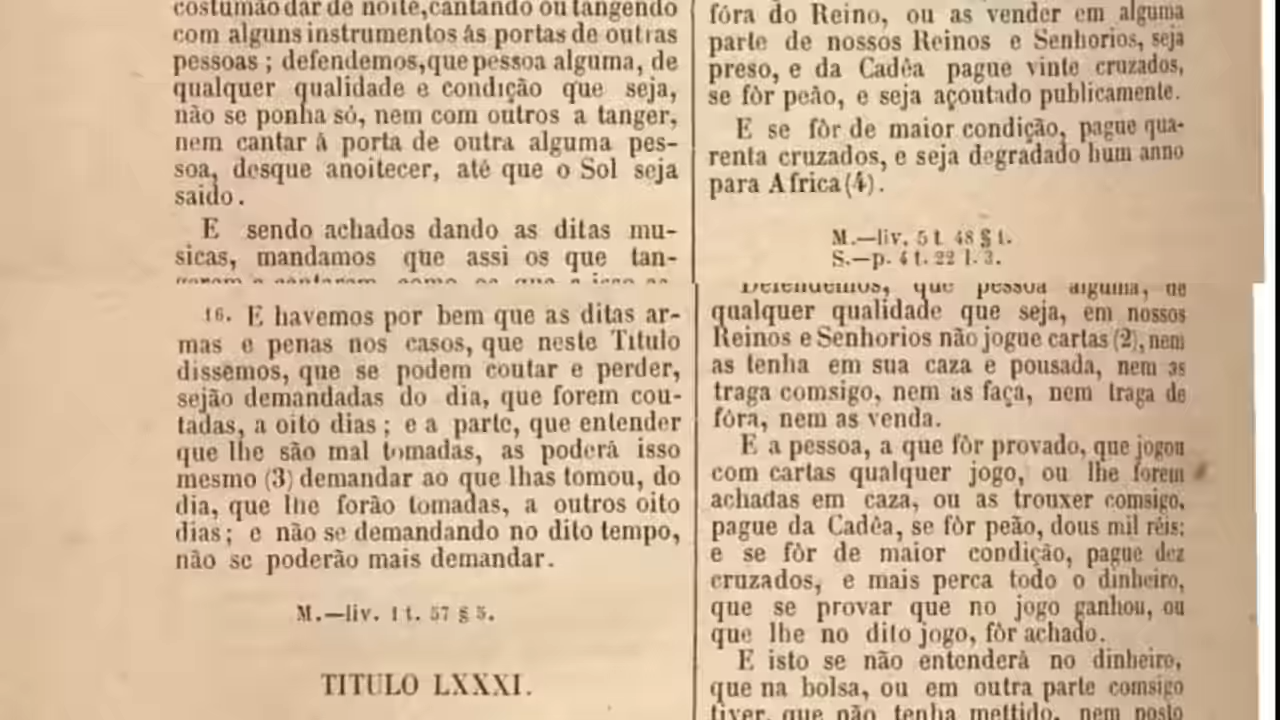 costumão dar de noite, cantando ou tangendo
com alguns instrumentos ás portas de outras
pessoas ; defendemos, que pessoa alguma, de
qualquer qualidade e condição que seja,
não se ponha só, nem com outros a tanger,
nem cantar á porta de outra alguma pes-
soa, desque anoitecer, até que o Sol seja
saido.
E sendo achados dando as ditas mu-
sicas, mandamos que assi os que tan-
16. E havemos por bem que as ditas ar-
mas e penas nos casos, que neste Titulo
dissemos, que se podem coutar e perder,
sejão demandadas do dia, que forem cou-
tadas, a oito dias ; e a parte, que entender
que lhe são mal tomadas, as poderá isso
mesmo (3) demandar ao que lhas tomou, do
dia, que lhe forão tomadas, a outros oito
dias ; e não se demandando no dito tempo,
não se poderão mais demandar.
M.—liv. 1 t. 57 § 5.
TITULO LXXXI.
fóra do Reino, ou as vender em alguma
parte de nossos Reinos e Senhorios, seja
preso, e da Cadêa pague vinte cruzados,
se fôr peão, e seja açoutado publicamente.
E se fôr de maior condição, pague qua-
renta cruzados, e seja degradado hum anno
para Africa (4).
M.—liv. 5 t. 48 § 1.
S.—p. 4 t. 22 l. 3.
Defendemos, que pessoa alguma, de
qualquer qualidade que seja, em nossos
Reinos e Senhorios não jogue cartas (2), nem
as tenha em sua caza e pousada, nem as
traga comsigo, nem as faça, nem traga de
fóra, nem as venda.
E a pessoa, a que fôr provado, que jogou
com cartas qualquer jogo, ou lhe forem
achadas em caza, ou as trouxer comsigo,
pague da Cadêa, se fôr peão, dous mil réis;
e se fôr de maior condição, pague dez
cruzados, e mais perca todo o dinheiro,
que se provar que no jogo ganhou, ou
que lhe no dito jogo, fôr achado.
E isto se não entenderá no dinheiro,
que na bolsa, ou em outra parte comsigo
tiver, que não tenha mettido, nem posto